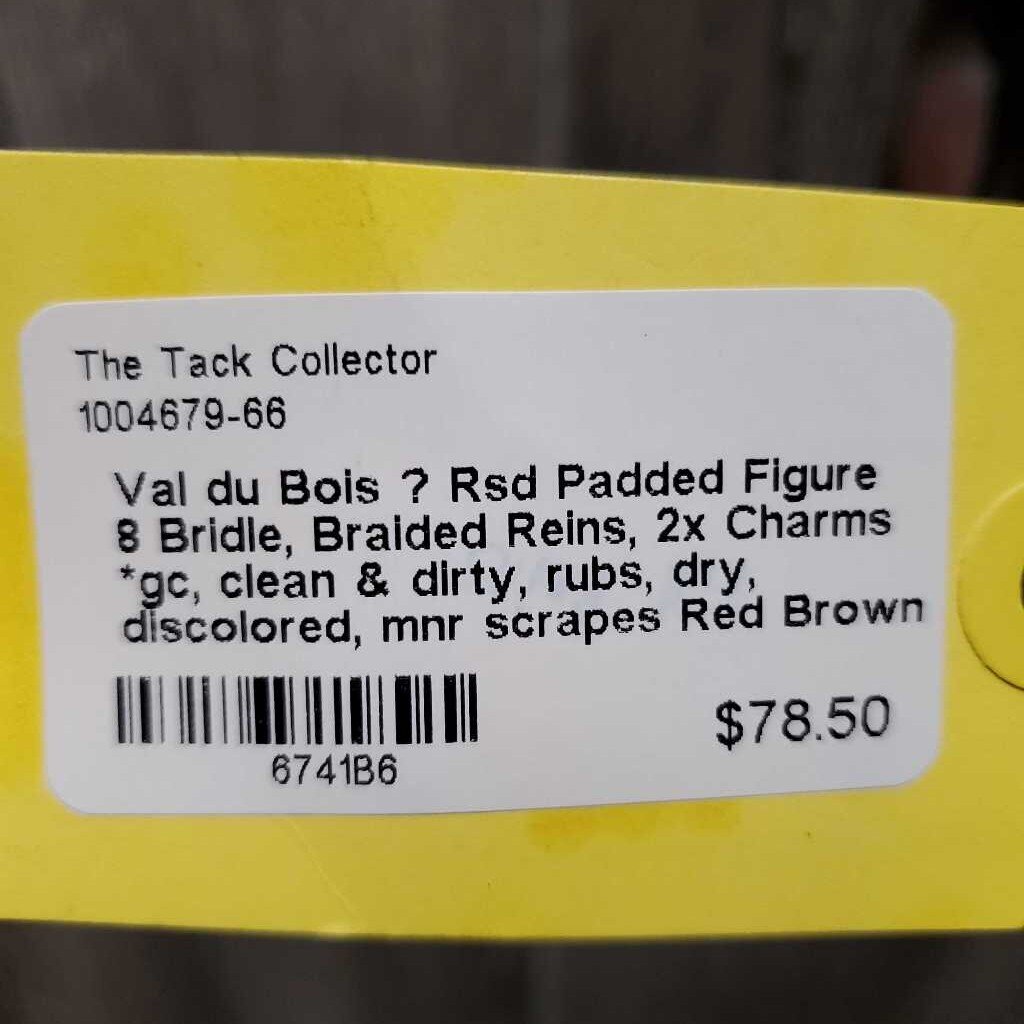 The Tack Collector
1004679-66
Val du Bois ? Rsd Padded Figure
8 Bridle, Braided Reins, 2x Charms
*gc, clean & dirty, rubs, dry,
discolored, mnr scrapes Red Brown
6741B6
$78.50